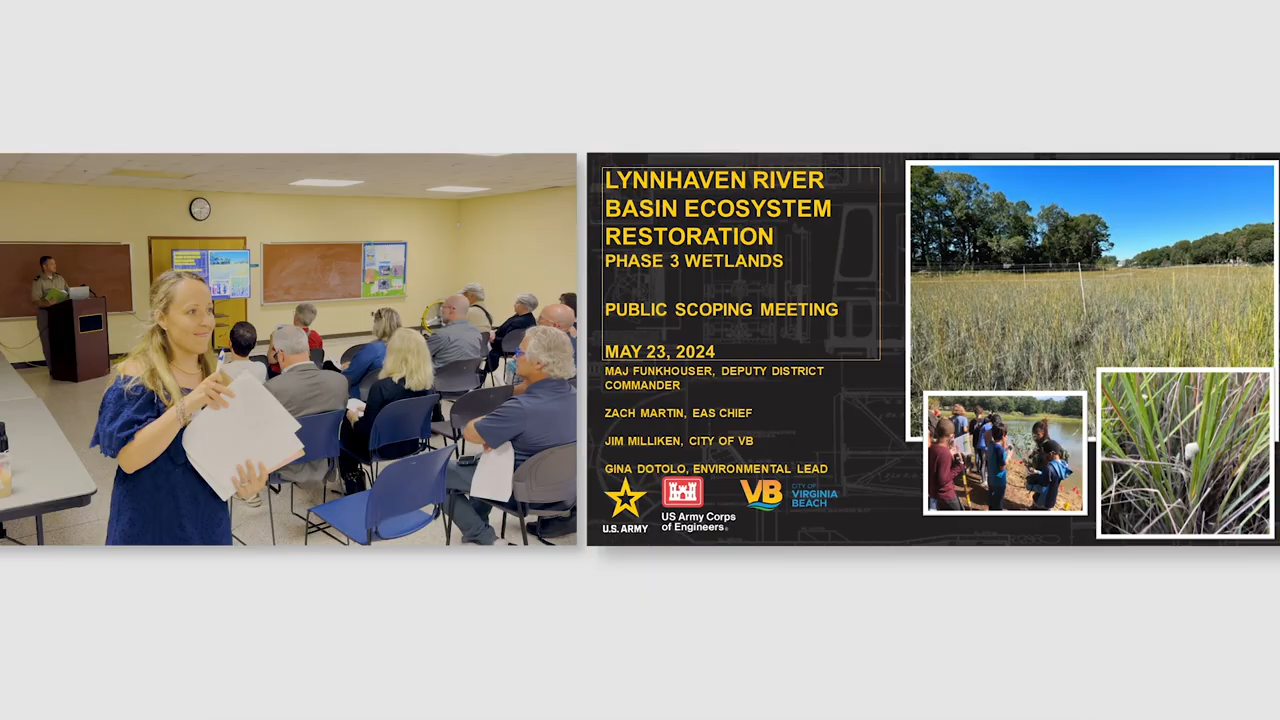 LYNNHAVEN RIVER
BASIN ECOSYSTEM
RESTORATION
PHASE 3 WETLANDS
PUBLIC SCOPING MEETING
MAY 23, 2024
MAJ FUNKHOUSER, DEPUTY DISTRICT
COMMANDER
ZACH MARTIN, EAS CHIEF
JIM MILLIKEN, CITY OF VB
GINA DOTOLO, ENVIRONMENTAL LEAD
U.S. ARMY
US Army Corps
of Engineers®
VB
CITY OF
VIRGINIA
BEACH